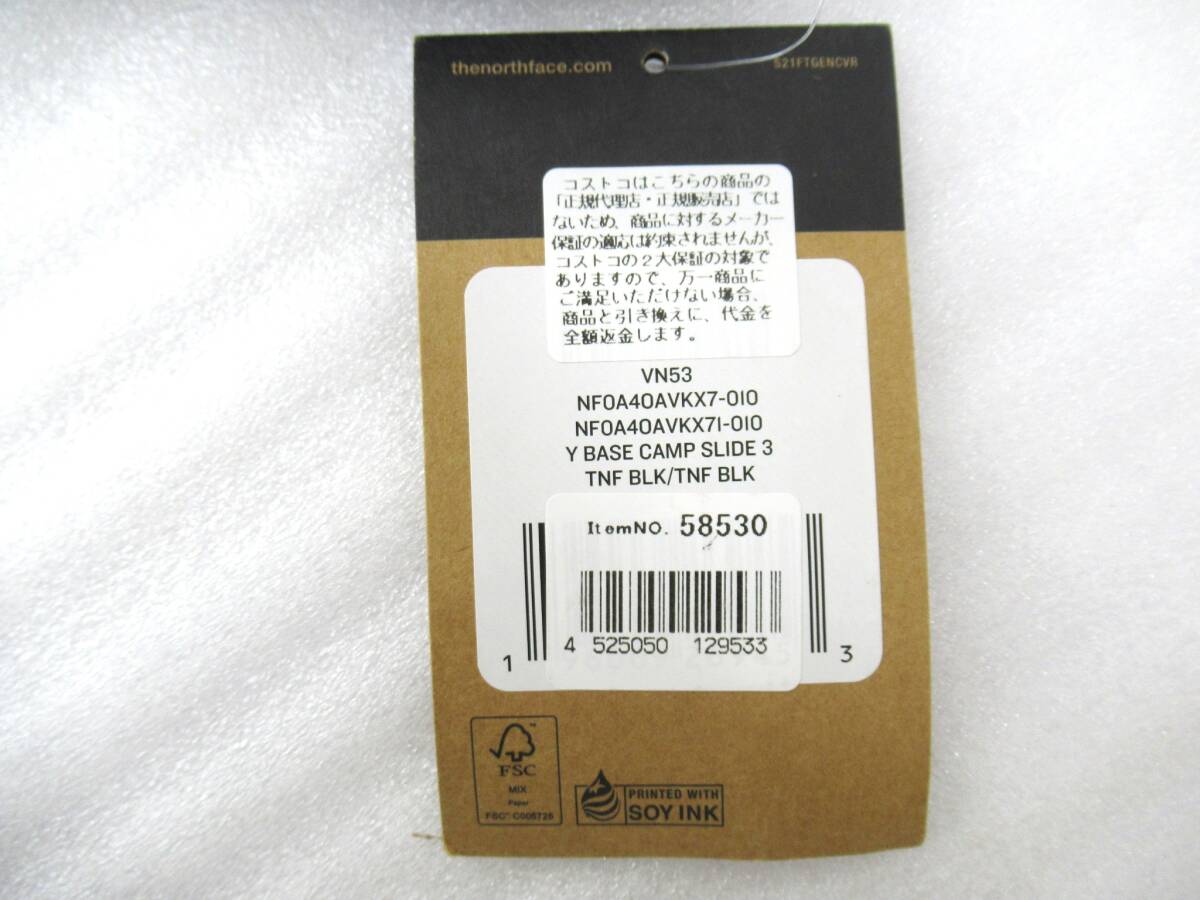 thenorthface.com
S21FTGENCVR
コストコはこちらの商品の
「正規代理店・正規販売店」では
ないため、商品に対するメーカー
保証の適応は約束されませんが、
コストコの2大保証の対象で
ありますので、万一商品に
ご満足いただけない場合、
商品と引き換えに、代金を
全額返金します。
VN53
NF0A4OAVKX7-010
NF0A4OAVKX71-010
Y BASE CAMP SLIDE 3
TNF BLK/TNF BLK
ItemNO. 58530
4 525050 129533
1 3
FSC
MIX
Paper
FSC™ C005725
PRINTED WITH
SOY INK